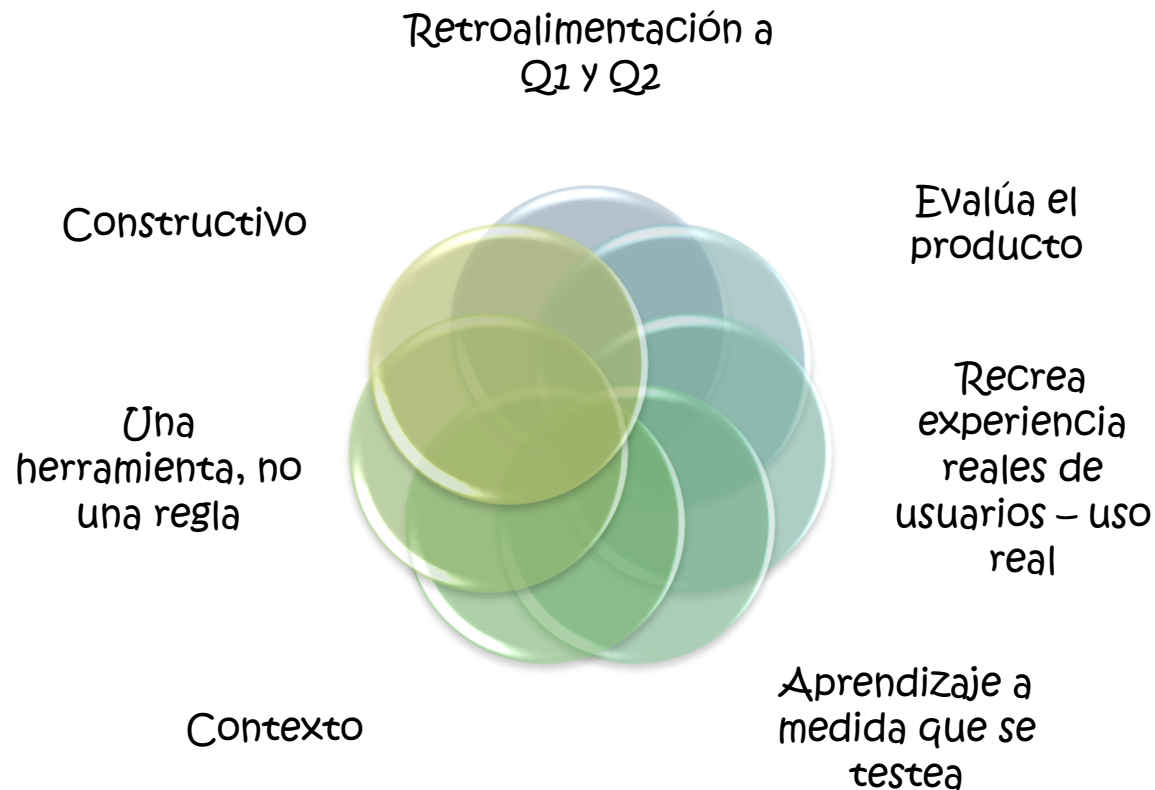 Retroalimentación a
Q1 y Q2
Evalúa el
producto
Recrea
experiencia
reales de
usuarios – uso
real
Aprendizaje a
medida que se
testea
Contexto
Una
herramienta, no
una regla
Constructivo